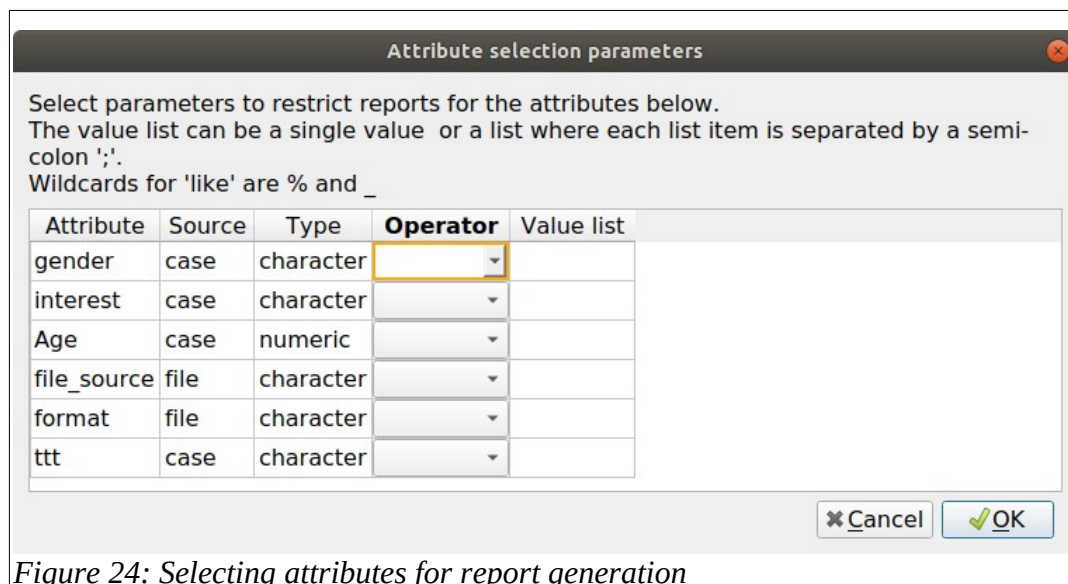 Attribute selection parameters
Select parameters to restrict reports for the attributes below.
The value list can be a single value  or a list where each list item is separated by a semi-
colon ';'.
Wildcards for 'like' are % and _
Attribute Source Type Operator Value list
gender case character
interest case character
Age case numeric
file_source file character
format file character
ttt case character
Cancel OK
Figure 24: Selecting attributes for report generation